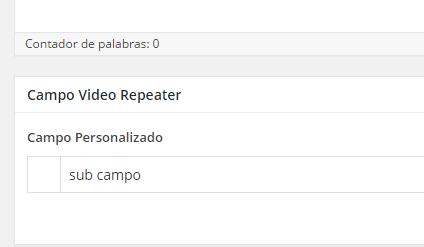 Contador de palabras: 0
Campo Video Repeater
Campo Personalizado
sub campo